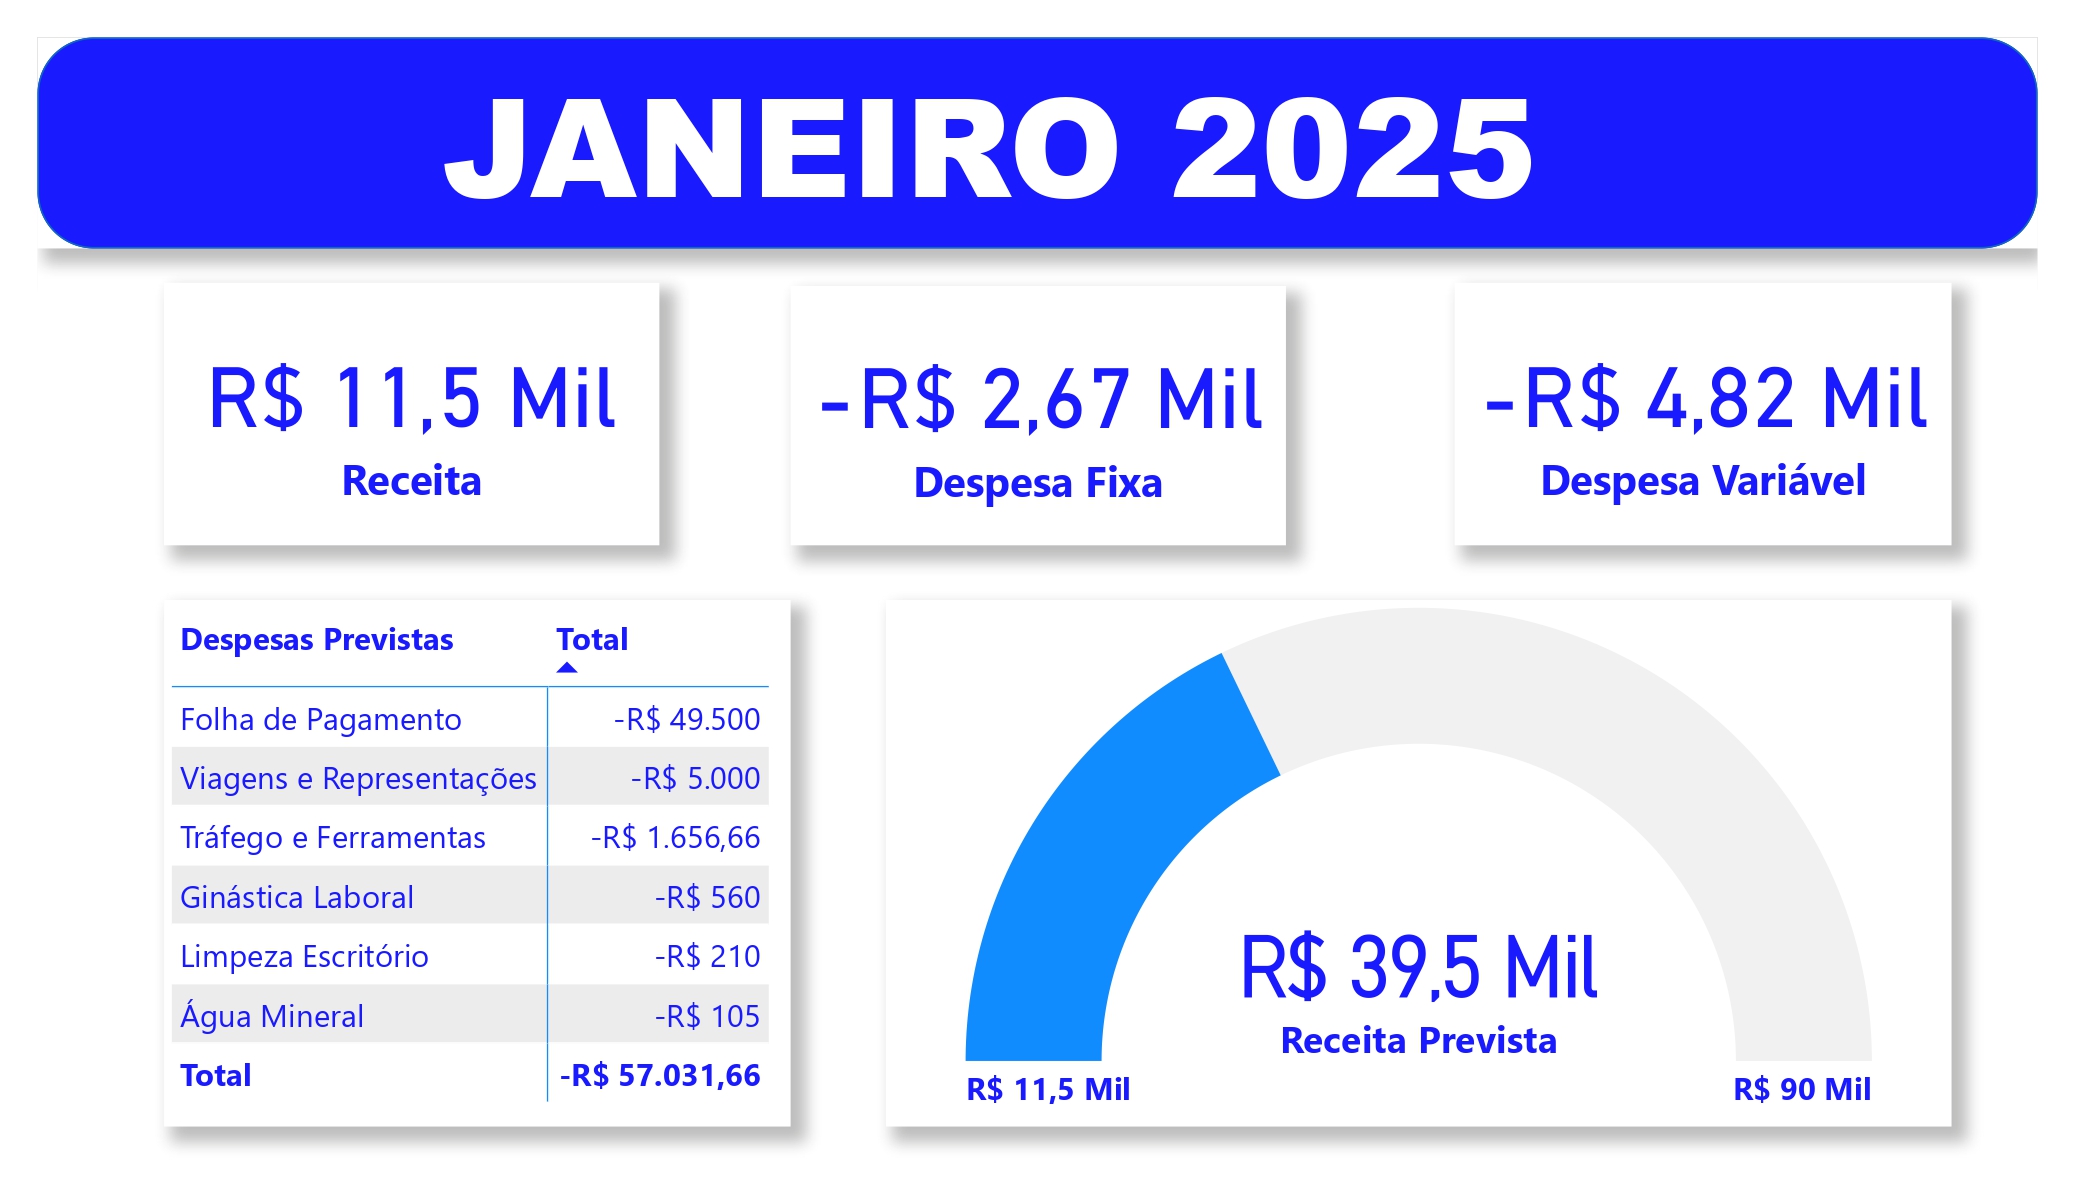 JANEIRO 2025
R$ 11,5 Mil
Receita
-R$ 2,67 Mil
Despesa Fixa
-R$ 4,82 Mil
Despesa Variável
Despesas Previstas Total
Folha de Pagamento -R$ 49.500
Viagens e Representações -R$ 5.000
Tráfego e Ferramentas -R$ 1.656,66
Ginástica Laboral -R$ 560
Limpeza Escritório -R$ 210
Água Mineral -R$ 105
Total -R$ 57.031,66
R$ 39,5 Mil
Receita Prevista
R$ 11,5 Mil R$ 90 Mil